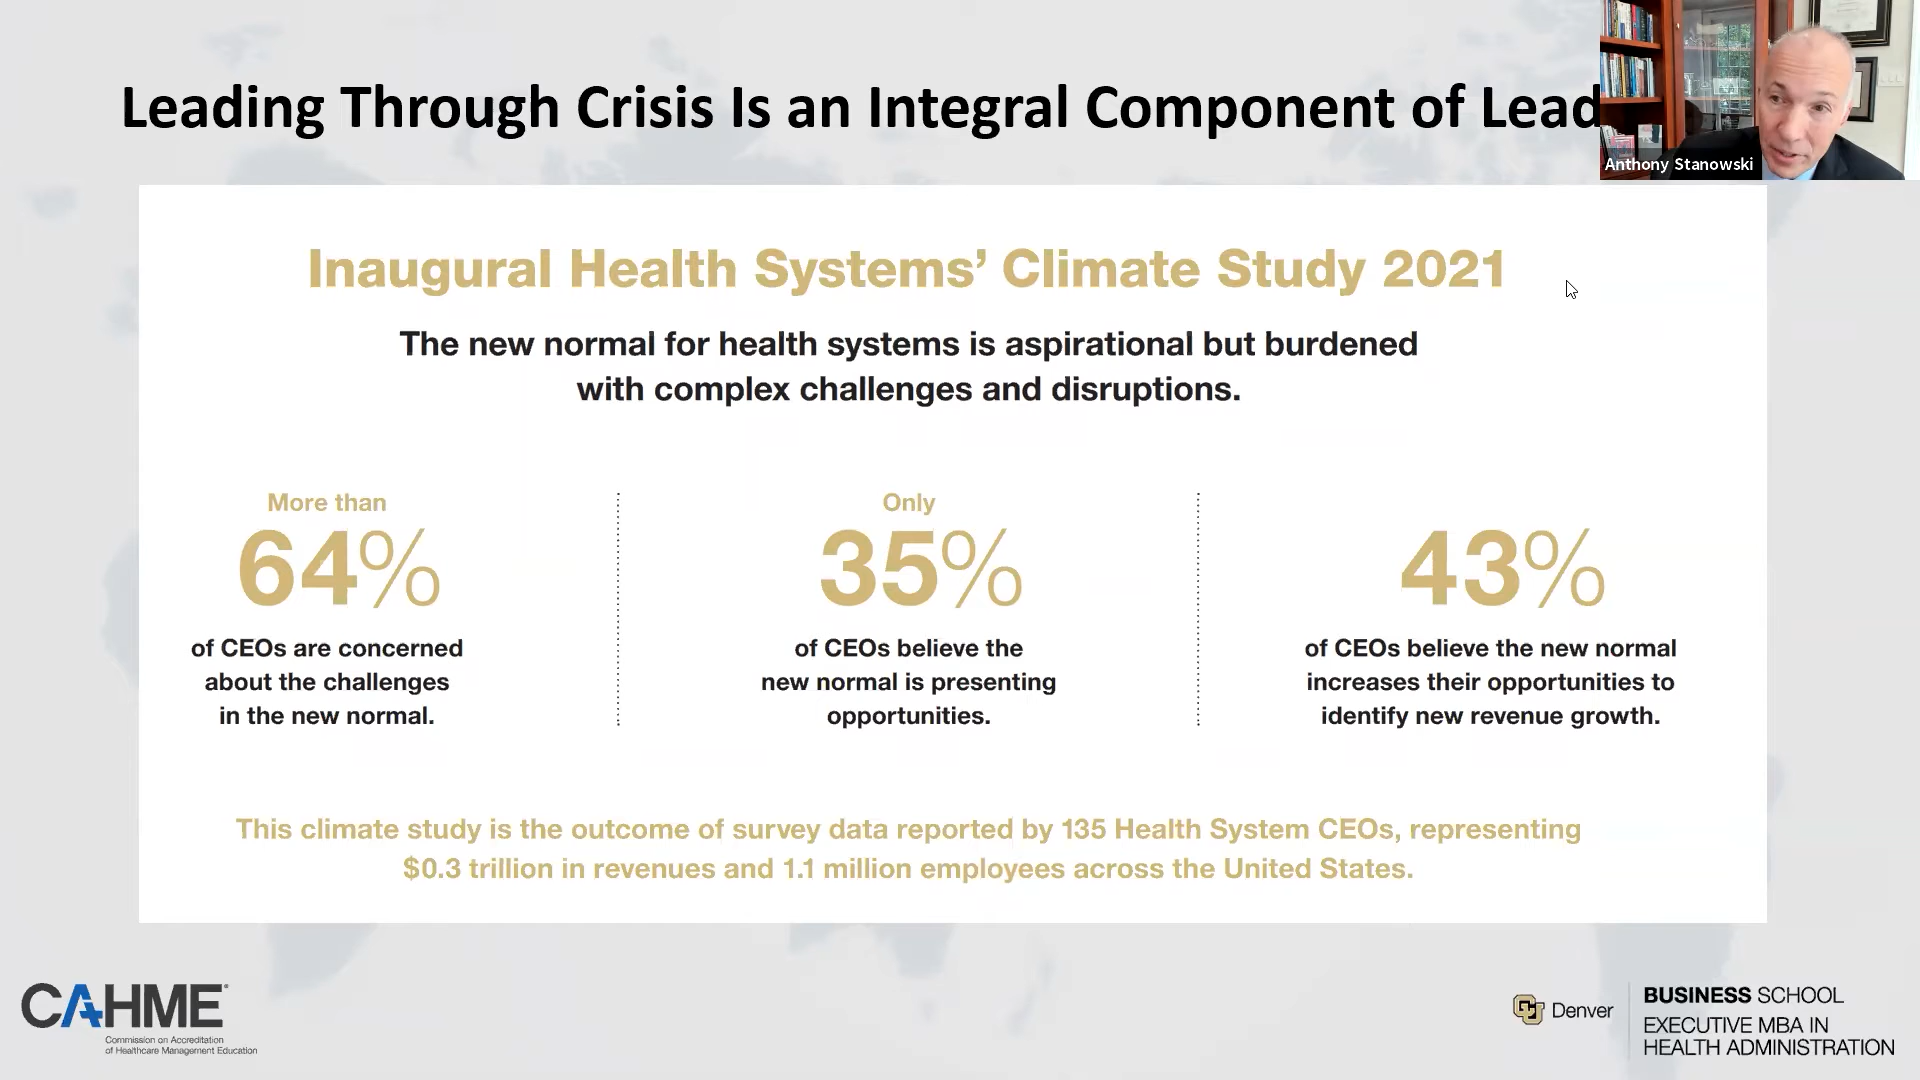 Leading Through Crisis Is an Integral Component of Lead
Anthony Stanowski
Inaugural Health Systems’ Climate Study 2021
The new normal for health systems is aspirational but burdened
with complex challenges and disruptions.
More than
64%
of CEOs are concerned
about the challenges
in the new normal.
Only
35%
of CEOs believe the
new normal is presenting
opportunities.
43%
of CEOs believe the new normal
increases their opportunities to
identify new revenue growth.
This climate study is the outcome of survey data reported by 135 Health System CEOs, representing
$0.3 trillion in revenues and 1.1 million employees across the United States.
CAHME®
Commission on Accreditation
of Healthcare Management Education
CU Denver
BUSINESS SCHOOL
EXECUTIVE MBA IN
HEALTH ADMINISTRATION